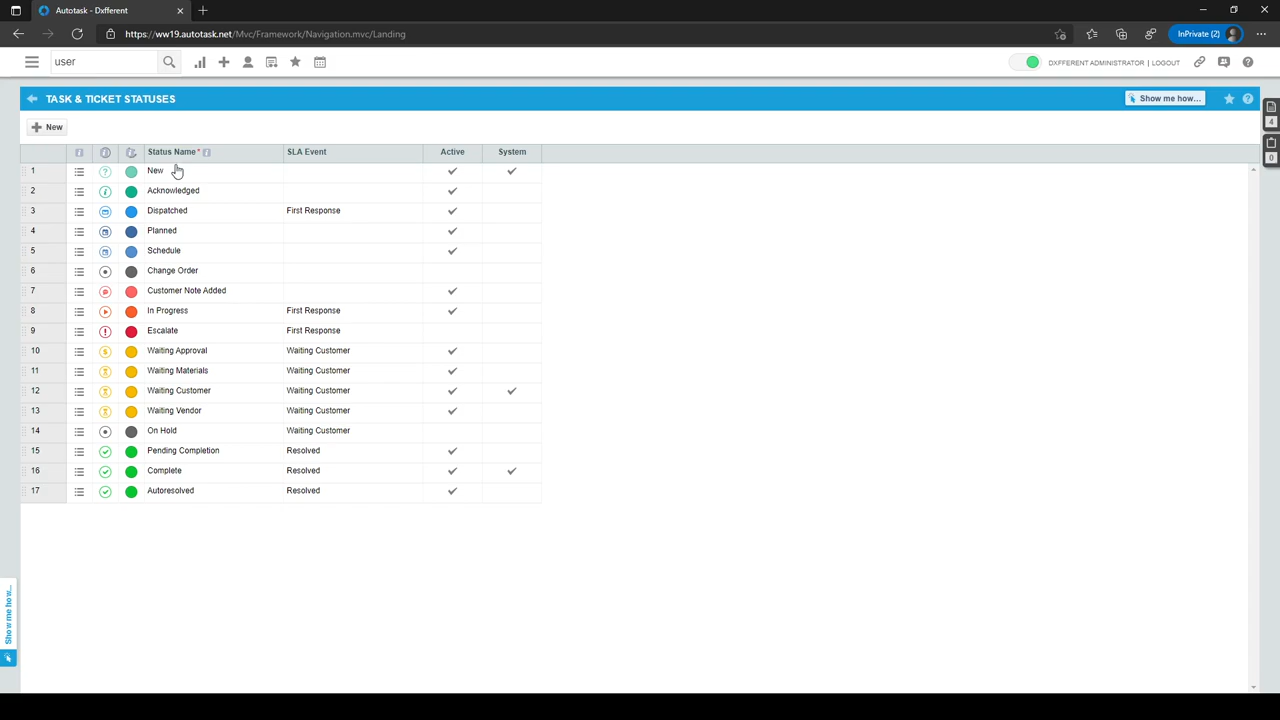 Autotask - Dxfferent
https://ww19.autotask.net/Mvc/Framework/Navigation.mvc/Landing
InPrivate (2)
user
DXFFERENT ADMINISTRATOR | LOGOUT
TASK & TICKET STATUSES
Show me how...
New
Status Name* SLA Event Active System
1 New
2 Acknowledged
3 Dispatched First Response
4 Planned
5 Schedule
6 Change Order
7 Customer Note Added
8 In Progress First Response
9 Escalate First Response
10 Waiting Approval Waiting Customer
11 Waiting Materials Waiting Customer
12 Waiting Customer Waiting Customer
13 Waiting Vendor Waiting Customer
14 On Hold Waiting Customer
15 Pending Completion Resolved
16 Complete Resolved
17 Autoresolved Resolved
4
0
Show me how...